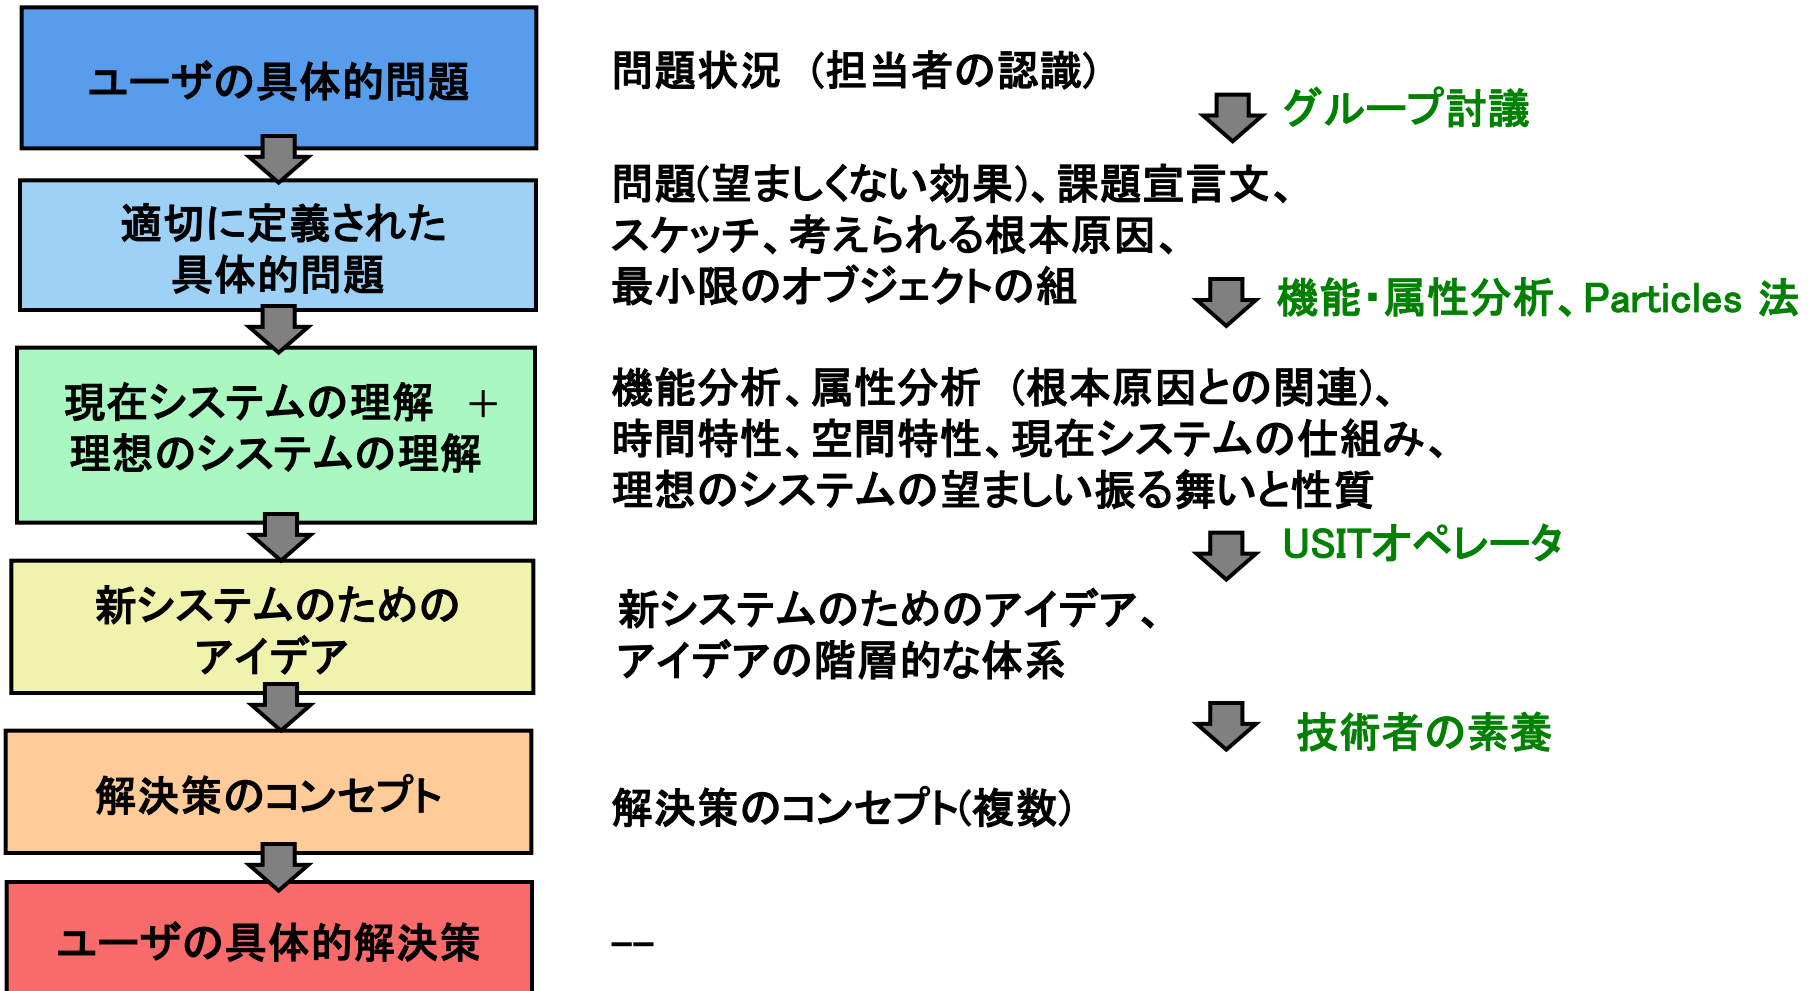 ユーザの具体的問題
問題状況 (担当者の認識)
グループ討議
適切に定義された
具体的問題
問題(望ましくない効果)、課題宣言文、
スケッチ、考えられる根本原因、
最小限のオブジェクトの組
機能・属性分析、Particles 法
現在システムの理解 +
理想のシステムの理解
機能分析、属性分析 (根本原因との関連)、
時間特性、空間特性、現在システムの仕組み、
理想のシステムの望ましい振る舞いと性質
USITオペレータ
新システムのための
アイデア
新システムのためのアイデア、
アイデアの階層的な体系
技術者の素養
解決策のコンセプト
解決策のコンセプト(複数)
ユーザの具体的解決策
--